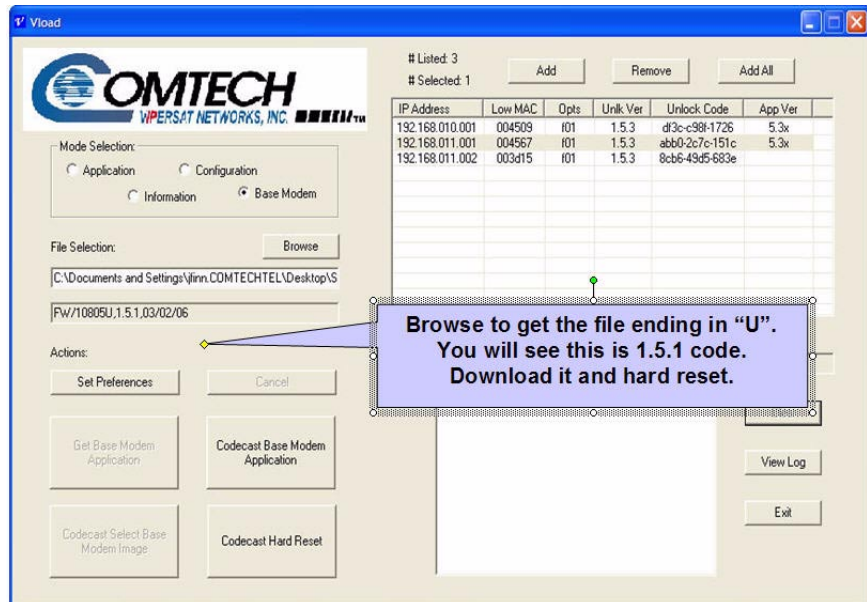 Vload
COMTECH
VIPERSAT NETWORKS, INC. TM
# Listed: 3
# Selected: 1
Add
Remove
Add All
IP Address Low MAC Opts Unlk Ver Unlock Code App Ver
192.168.010.001 004509 f01 1.5.3 df3c-c98f-1726 5.3x
192.168.011.001 004567 f01 1.5.3 abb0-2c7c-151c 5.3x
192.168.011.002 003d15 f01 1.5.3 8cb6-49d5-683e
Mode Selection:
Application
Configuration
Information
Base Modem
File Selection:
Browse
C:\Documents and Settings\jfinn.COMTECHTEL\Desktop\S
FW/10805U,1.5.1,03/02/06
Browse to get the file ending in “U”.
You will see this is 1.5.1 code.
Download it and hard reset.
Actions:
Set Preferences
Cancel
Get Base Modem
Application
Codecast Base Modem
Application
View Log
Codecast Select Base
Modem Image
Codecast Hard Reset
Exit